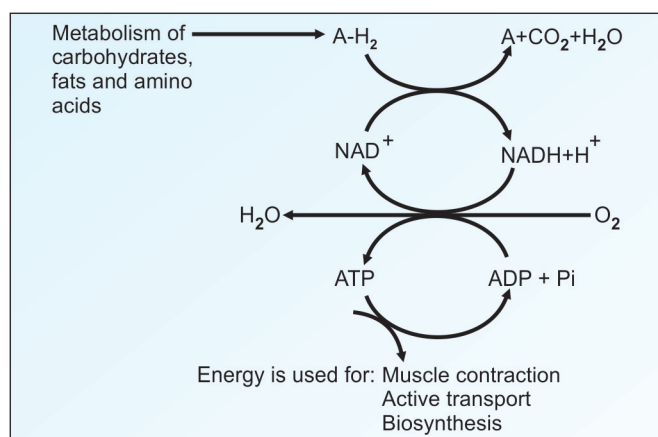 Metabolism of
carbohydrates,
fats and amino
acids
A-H₂
A+CO₂+H₂O
NAD⁺
NADH+H⁺
H₂O
O₂
ATP
ADP + Pi
Energy is used for: Muscle contraction
Active transport
Biosynthesis